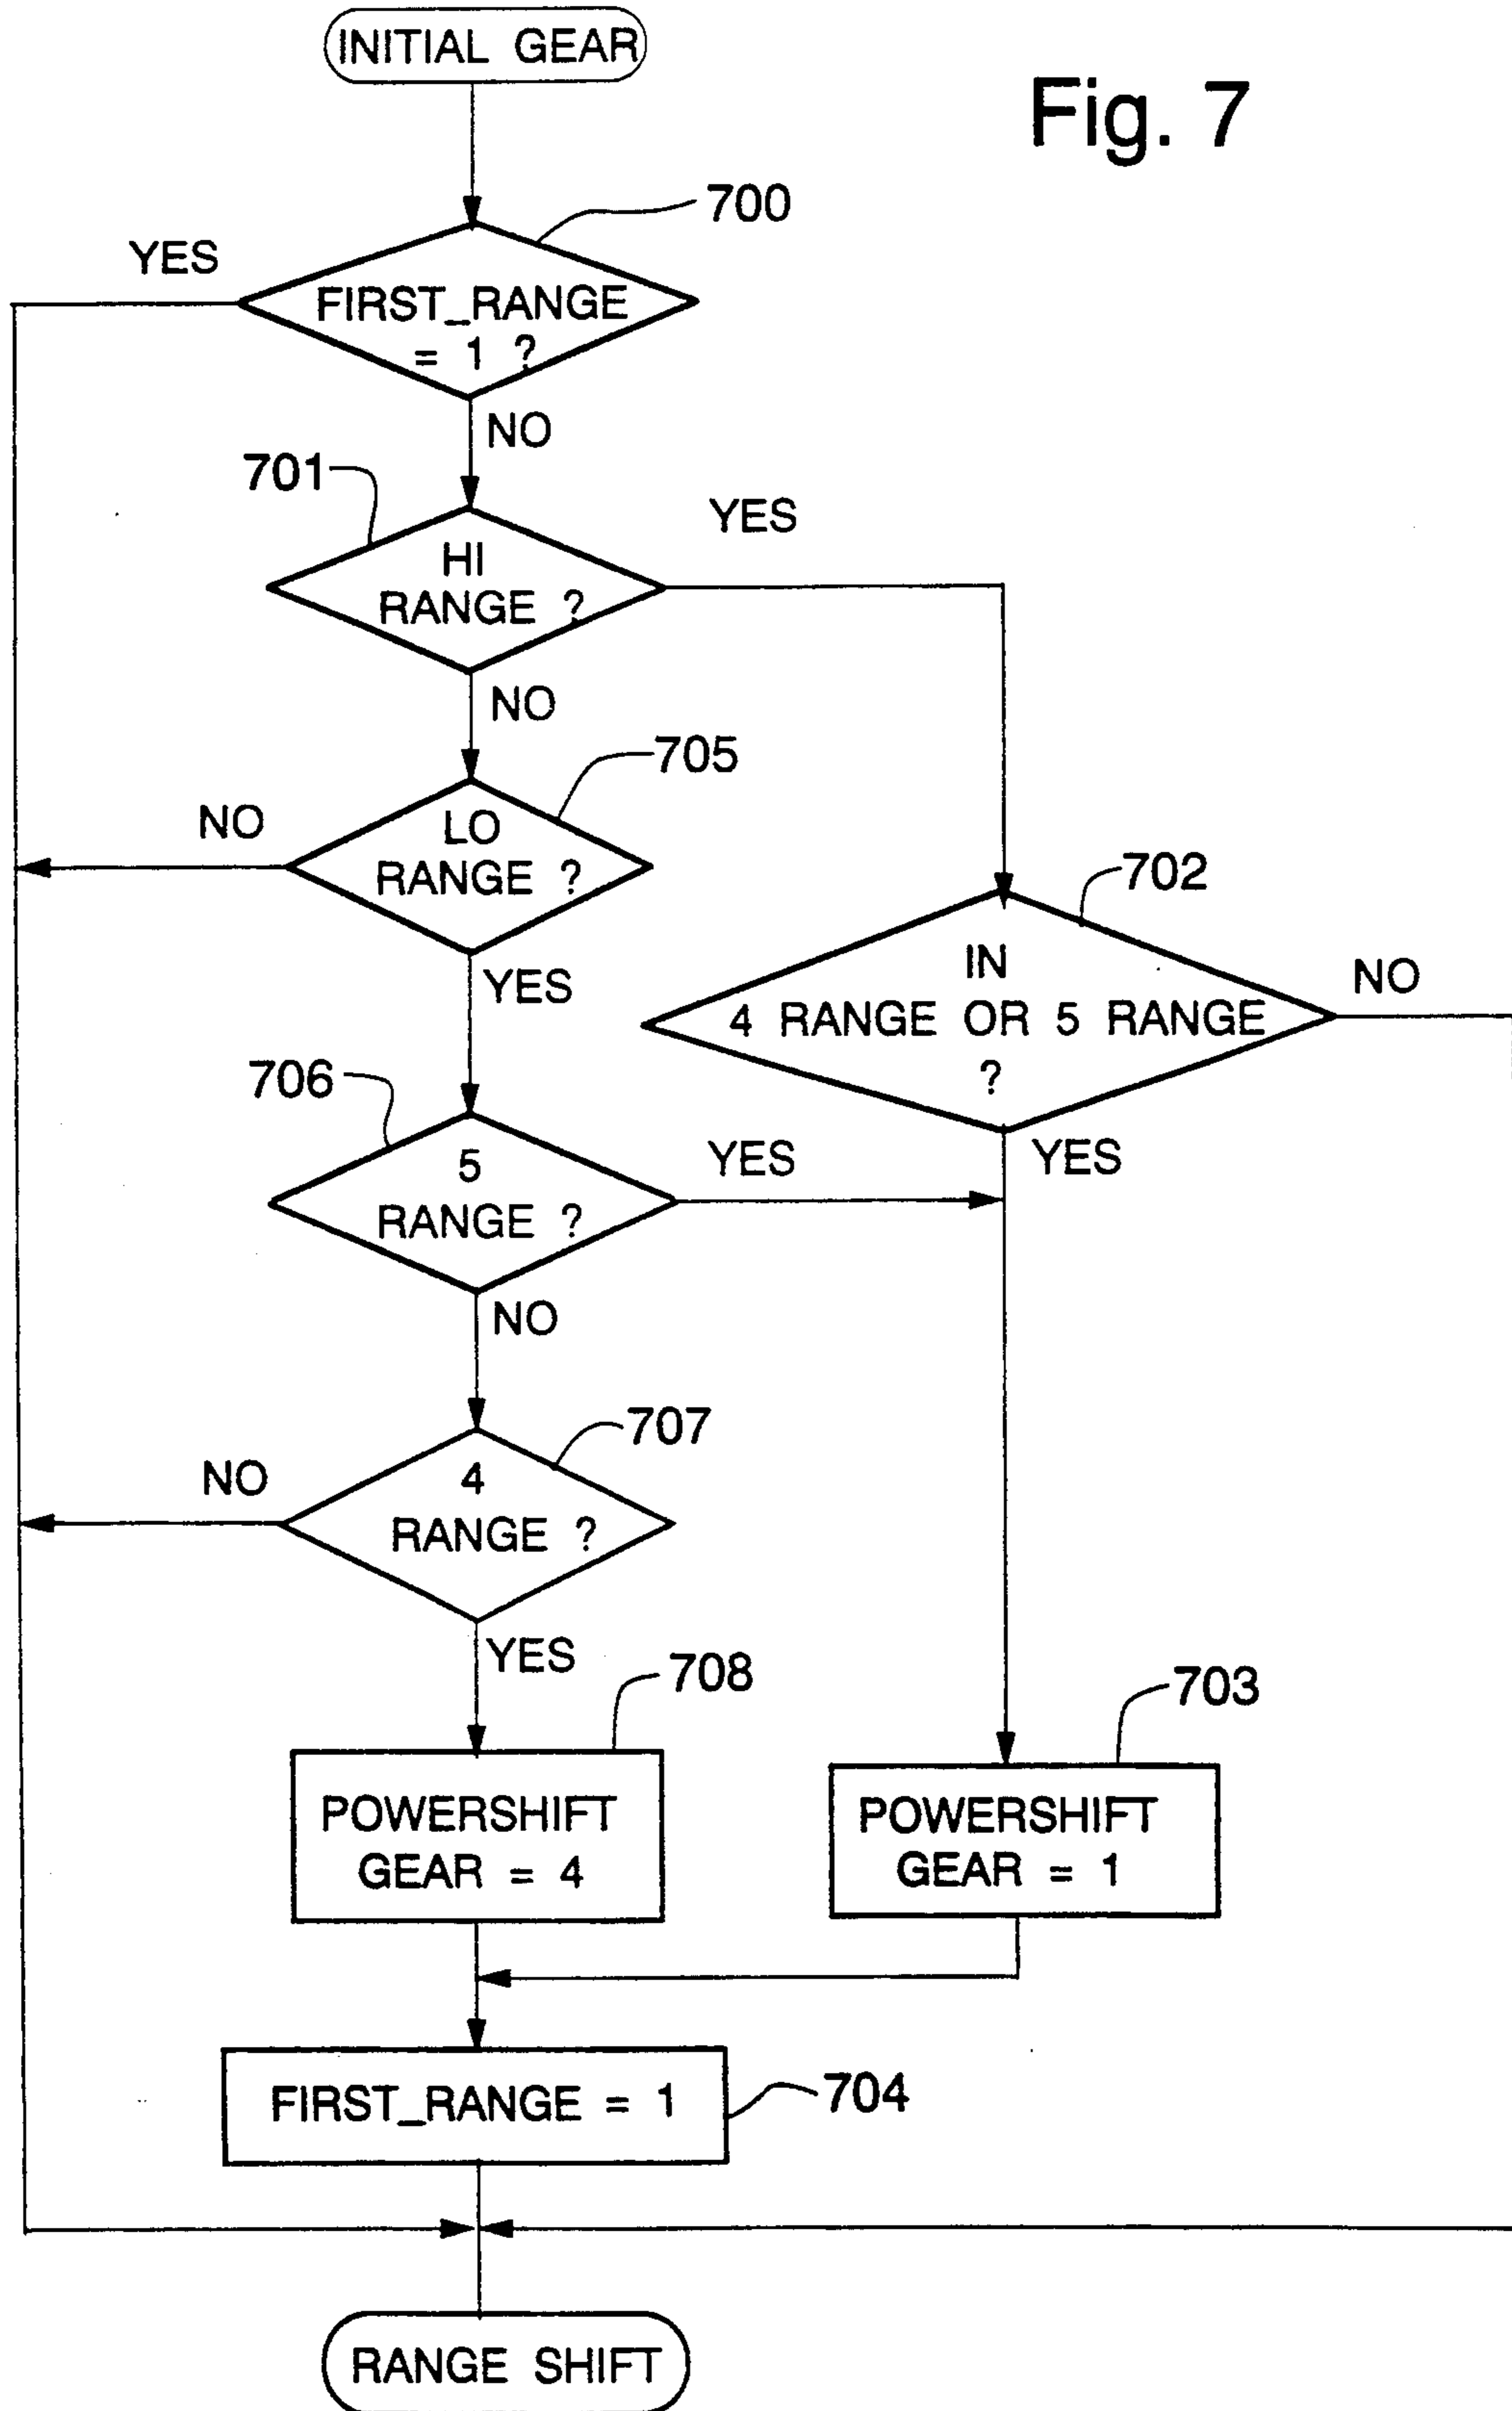 INITIAL GEAR
Fig. 7
700
YES
FIRST_RANGE
= 1 ?
NO
701
YES
HI
RANGE ?
NO
705
NO
LO
RANGE ?
702
YES
IN
4 RANGE OR 5 RANGE
?
NO
706
5
RANGE ?
YES
YES
NO
707
NO
4
RANGE ?
YES
708
703
POWERSHIFT
GEAR = 4
POWERSHIFT
GEAR = 1
FIRST_RANGE = 1
704
RANGE SHIFT